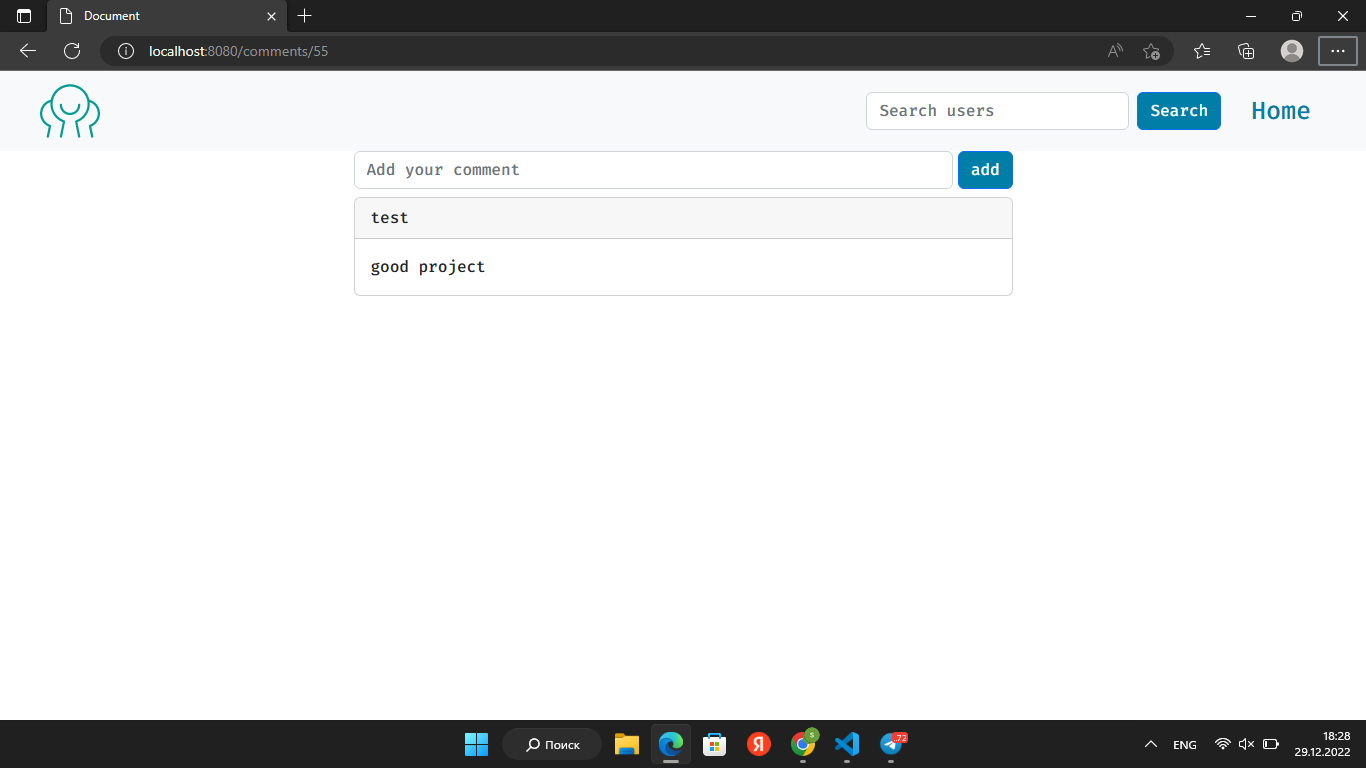 Document
localhost:8080/comments/55
Search users
Search
Home
Add your comment
add
test
good project
Поиск
Я
s
72
ENG
18:28
29.12.2022